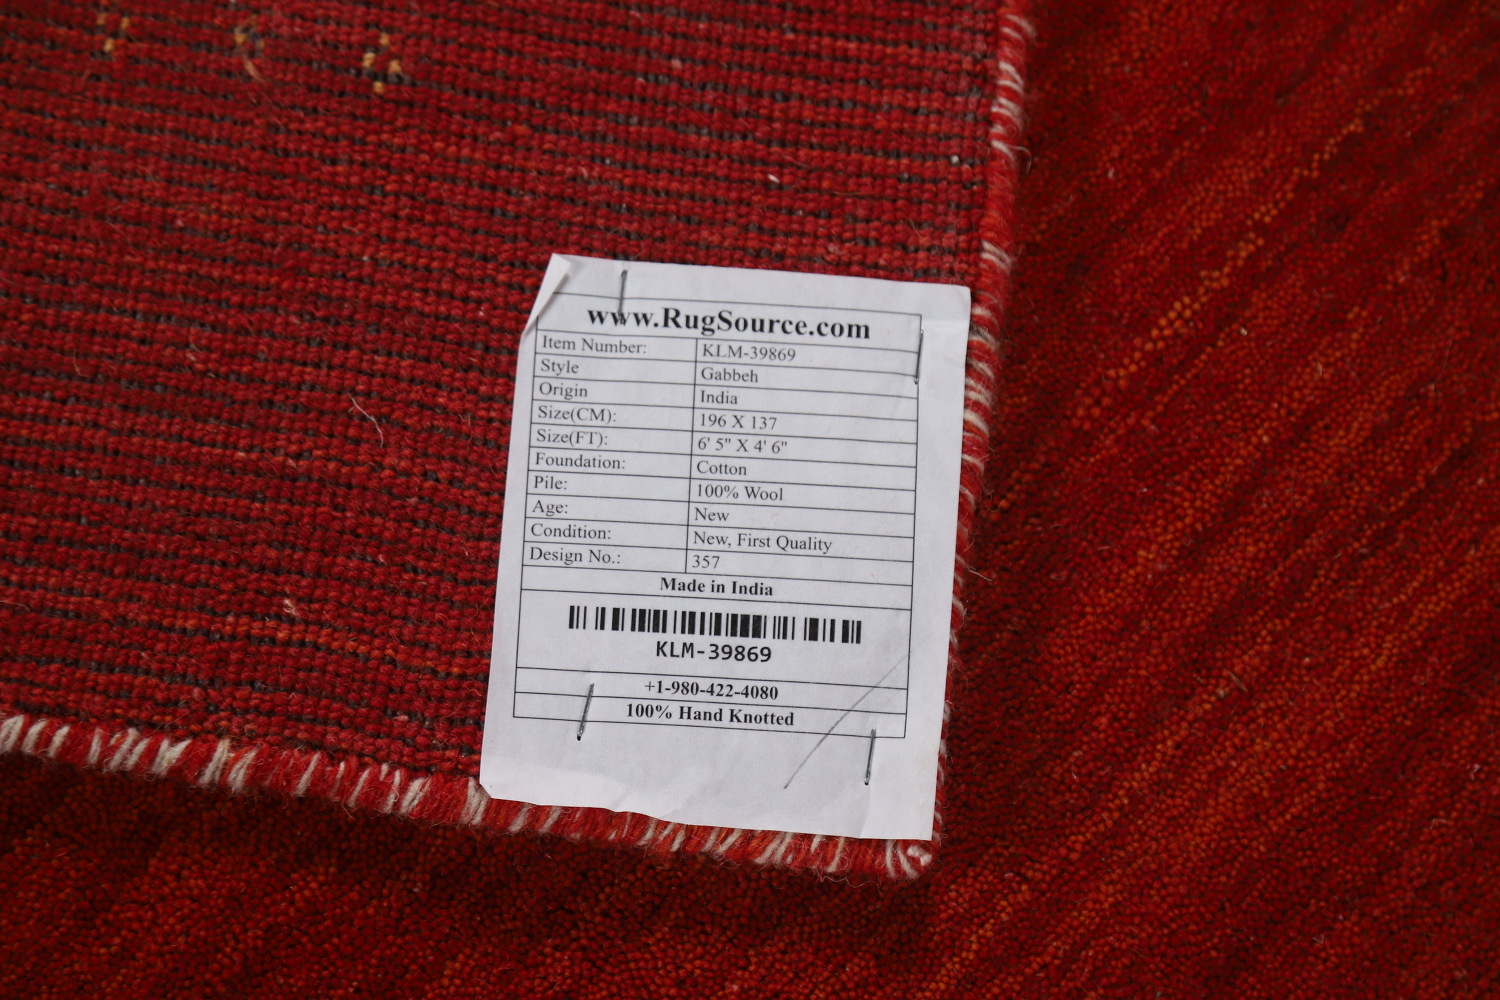 www.RugSource.com
Item Number: KLM-39869
Style Gabbeh
Origin India
Size(CM): 196 X 137
Size(FT): 6' 5" X 4' 6"
Foundation: Cotton
Pile: 100% Wool
Age: New
Condition: New, First Quality
Design No.: 357
Made in India
KLM-39869
+1-980-422-4080
100% Hand Knotted